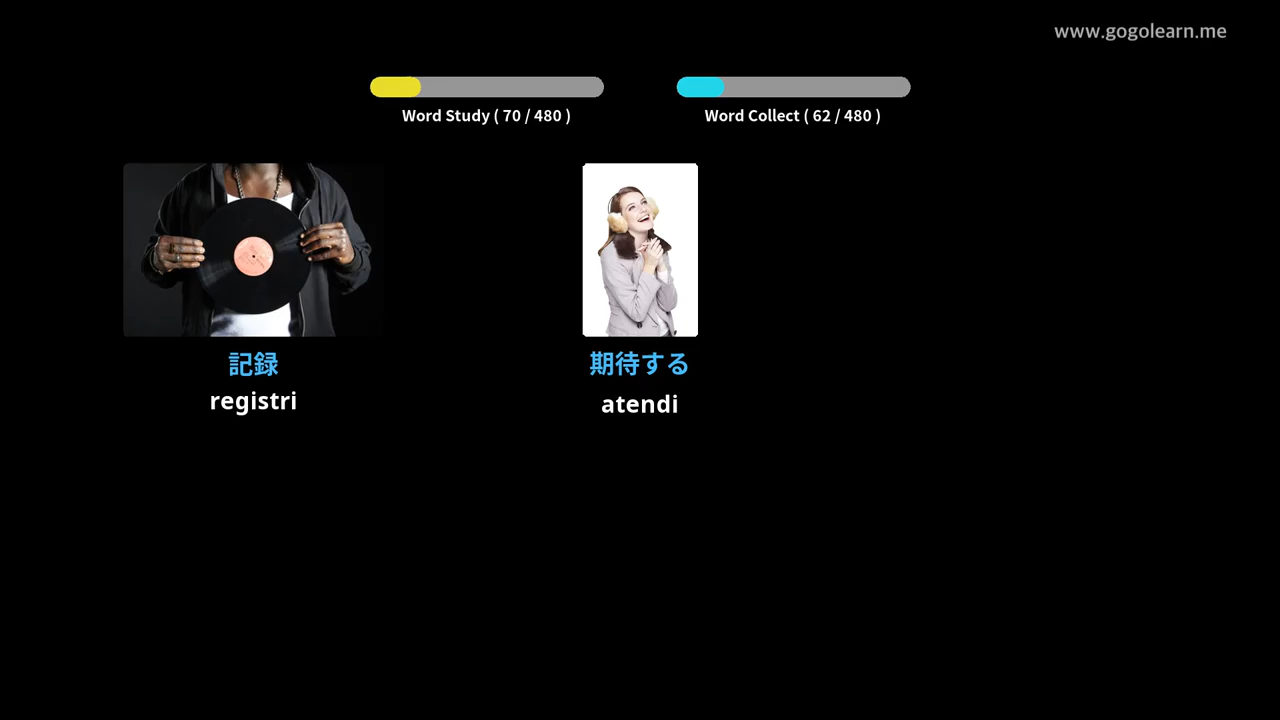 www.gogolearn.me
Word Study ( 70 / 480 )
Word Collect ( 62 / 480 )
記録
registri
期待する
atendi